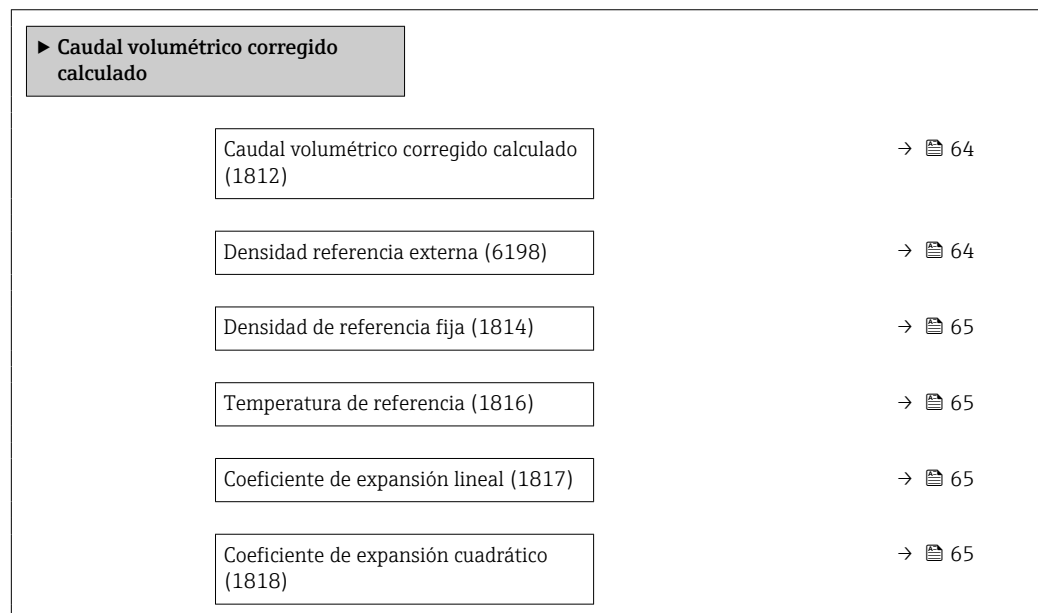 ▶ Caudal volumétrico corregido
calculado
Caudal volumétrico corregido calculado
(1812)
→ 64
Densidad referencia externa (6198)
→ 64
Densidad de referencia fija (1814)
→ 65
Temperatura de referencia (1816)
→ 65
Coeficiente de expansión lineal (1817)
→ 65
Coeficiente de expansión cuadrático
(1818)
→ 65